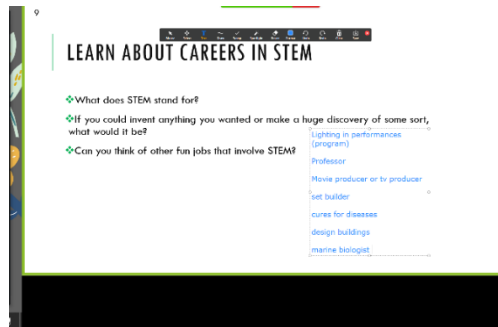 9
LEARN ABOUT CAREERS IN STEM
What does STEM stand for?
If you could invent anything you wanted or make a huge discovery of some sort,
what would it be?
Can you think of other fun jobs that involve STEM?
Lighting in performances
(program)
Professor
Movie producer or tv producer
set builder
cures for diseases
design buildings
marine biologist